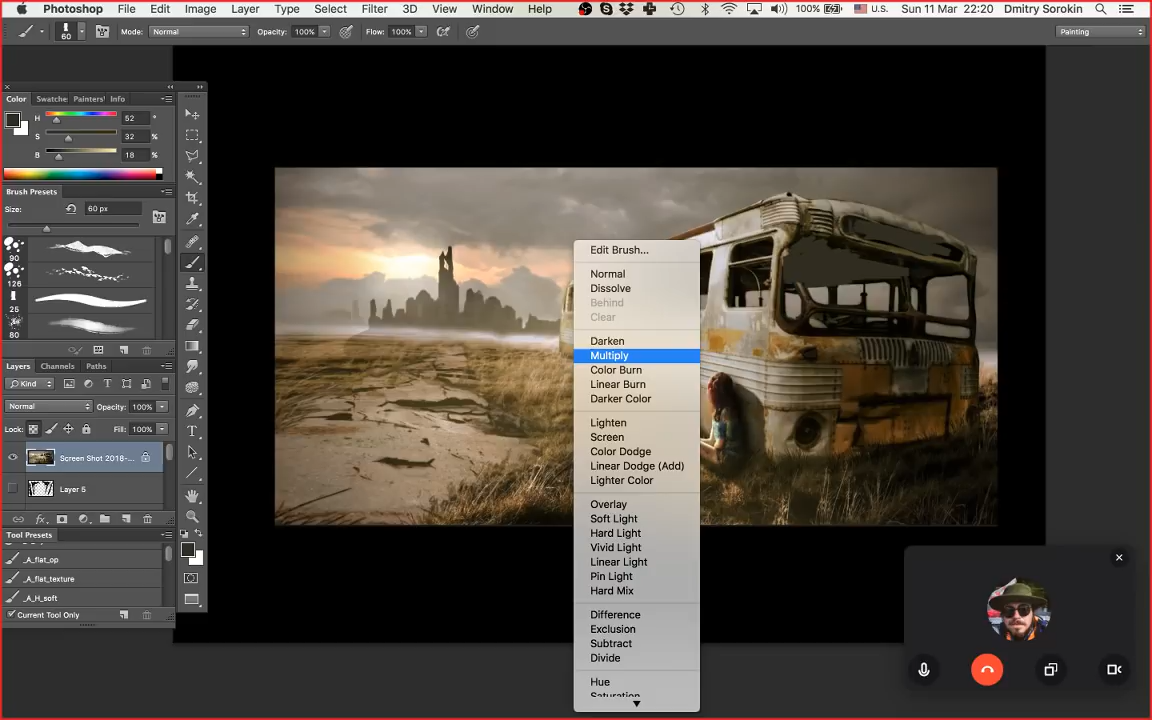 Photoshop File Edit Image Layer Type Select Filter 3D View Window Help 100% U.S. Sun 11 Mar 22:20 Dmitry Sorokin
60 Mode: Normal Opacity: 100% Flow: 100% Painting
Color Swatche Painters' Info
H 52 °
S 32 %
B 18 %
Brush Presets
Size: 60 px
90
126
25
80
Layers Channels Paths
Kind
Normal Opacity: 100%
Lock: Fill: 100%
Screen Shot 2018-...
Layer 5
fx
Tool Presets
_A_flat_op
_A_flat_texture
_A_H_soft
Current Tool Only
T
Edit Brush...
Normal
Dissolve
Behind
Clear
Darken
Multiply
Color Burn
Linear Burn
Darker Color
Lighten
Screen
Color Dodge
Linear Dodge (Add)
Lighter Color
Overlay
Soft Light
Hard Light
Vivid Light
Linear Light
Pin Light
Hard Mix
Difference
Exclusion
Subtract
Divide
Hue
Saturation